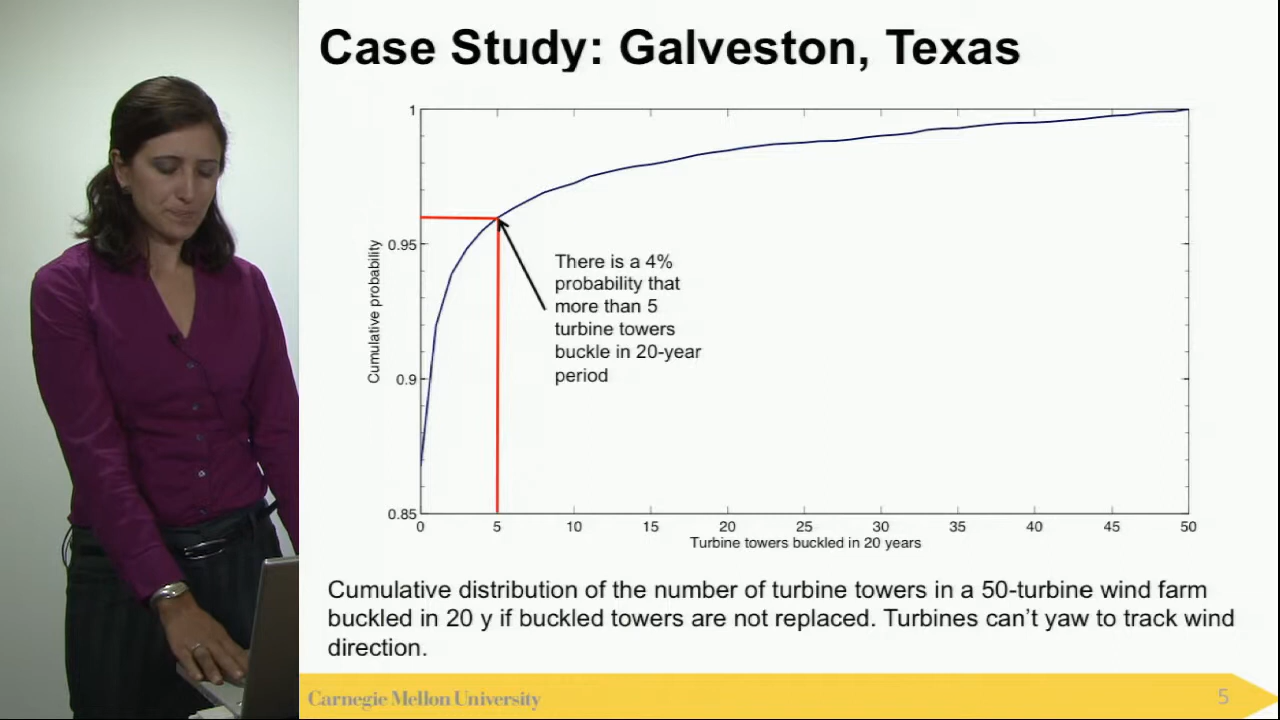 Case Study: Galveston, Texas
1
0.95
0.9
0.85
Cumulative probability
There is a 4%
probability that
more than 5
turbine towers
buckle in 20-year
period
0 5 10 15 20 25 30 35 40 45 50
Turbine towers buckled in 20 years
Cumulative distribution of the number of turbine towers in a 50-turbine wind farm
buckled in 20 y if buckled towers are not replaced. Turbines can't yaw to track wind
direction.
Carnegie Mellon University
5